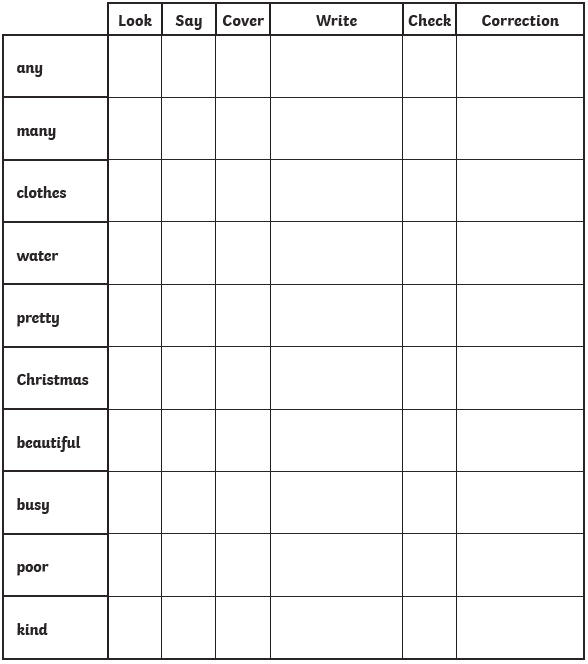 Look Say Cover Write Check Correction
any
many
clothes
water
pretty
Christmas
beautiful
busy
poor
kind